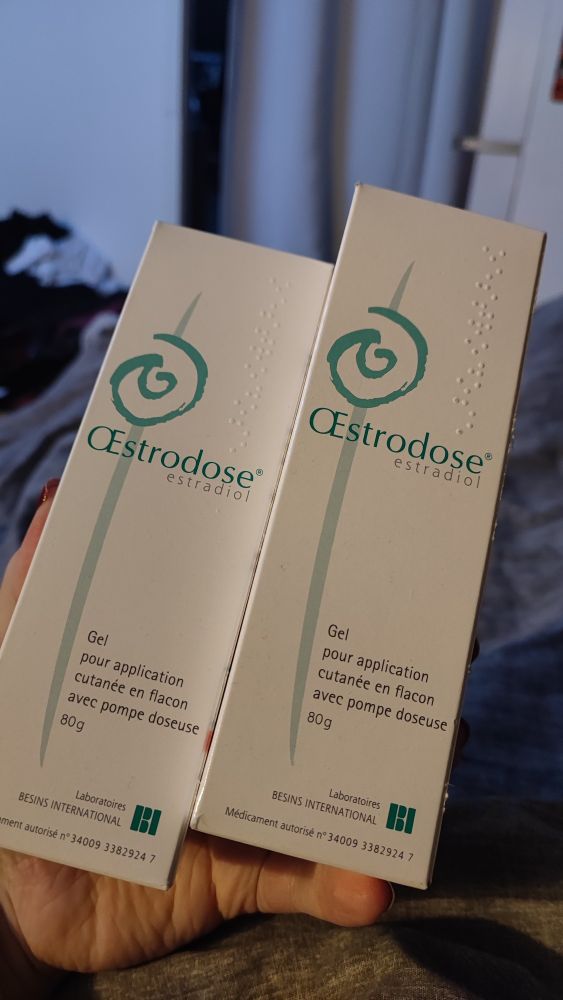 Œstrodose®
estradiol
Gel
pour application
cutanée en flacon
avec pompe doseuse
80g
Laboratoires
BESINS INTERNATIONAL
autorisé n° 34009 3382924 7
Œstrodose®
estradiol
Gel
pour application
cutanée en flacon
avec pompe doseuse
80g
Laboratoires
BESINS INTERNATIONAL
Médicament autorisé n° 34009 3382924 7